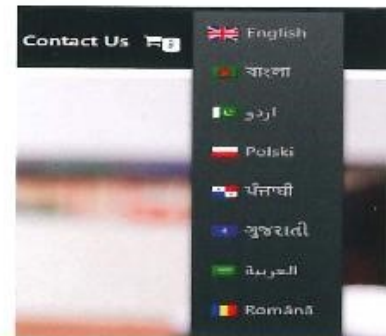 Contact Us
English
বাংলা
اردو
Polski
ਪੰਜਾਬੀ
ગુજરાતી
العربية
Română